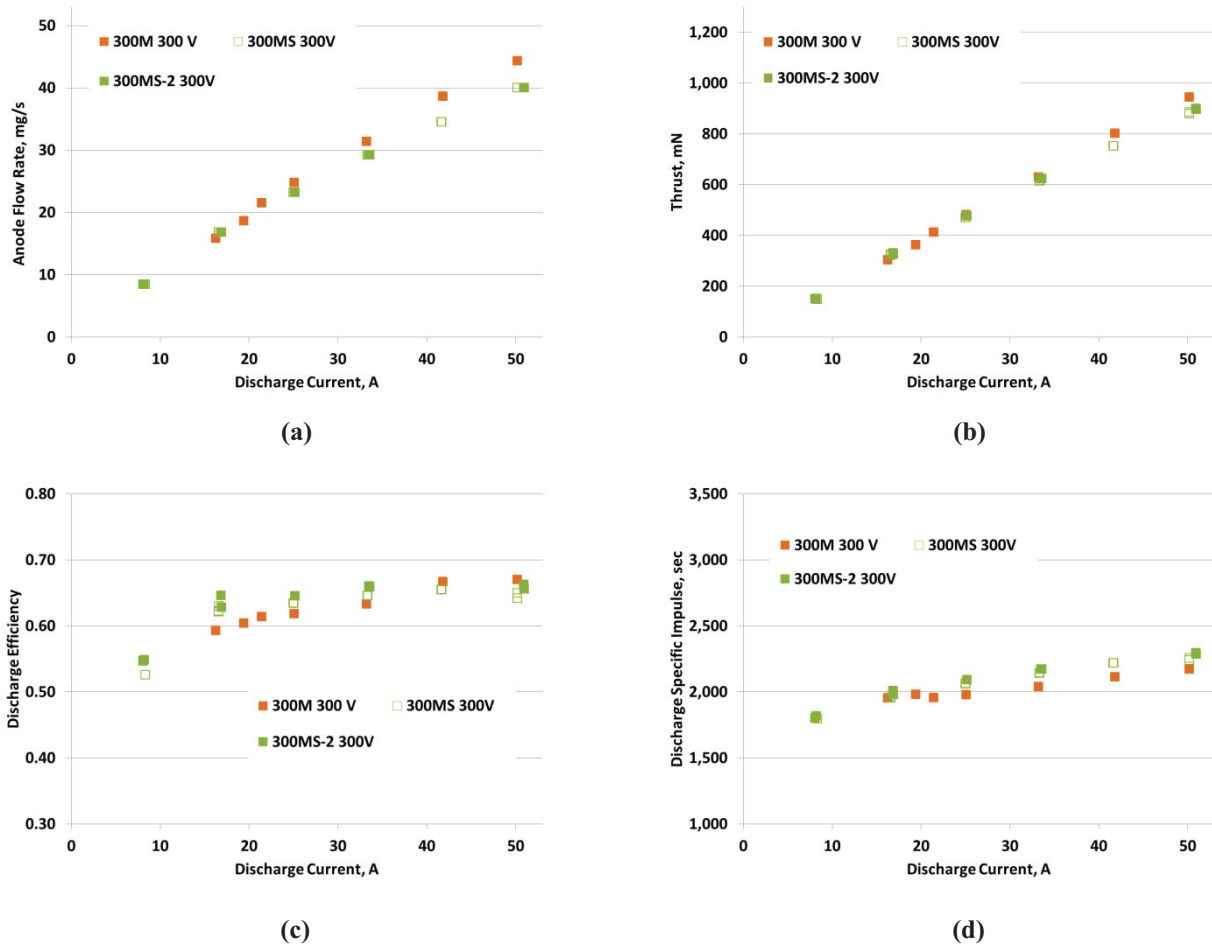 50
40
30
20
10
0
Anode Flow Rate, mg/s
300M 300 V
300MS 300V
300MS-2 300V
0 10 20 30 40 50
Discharge Current, A
(a)
1,200
1,000
800
600
400
200
0
Thrust, mN
300M 300 V
300MS 300V
300MS-2 300V
0 10 20 30 40 50
Discharge Current, A
(b)
0.80
0.70
0.60
0.50
0.40
0.30
Discharge Efficiency
300M 300 V
300MS 300V
300MS-2 300V
0 10 20 30 40 50
Discharge Current, A
(c)
3,500
3,000
2,500
2,000
1,500
1,000
Discharge Specific Impulse, sec
300M 300 V
300MS 300V
300MS-2 300V
0 10 20 30 40 50
Discharge Current, A
(d)